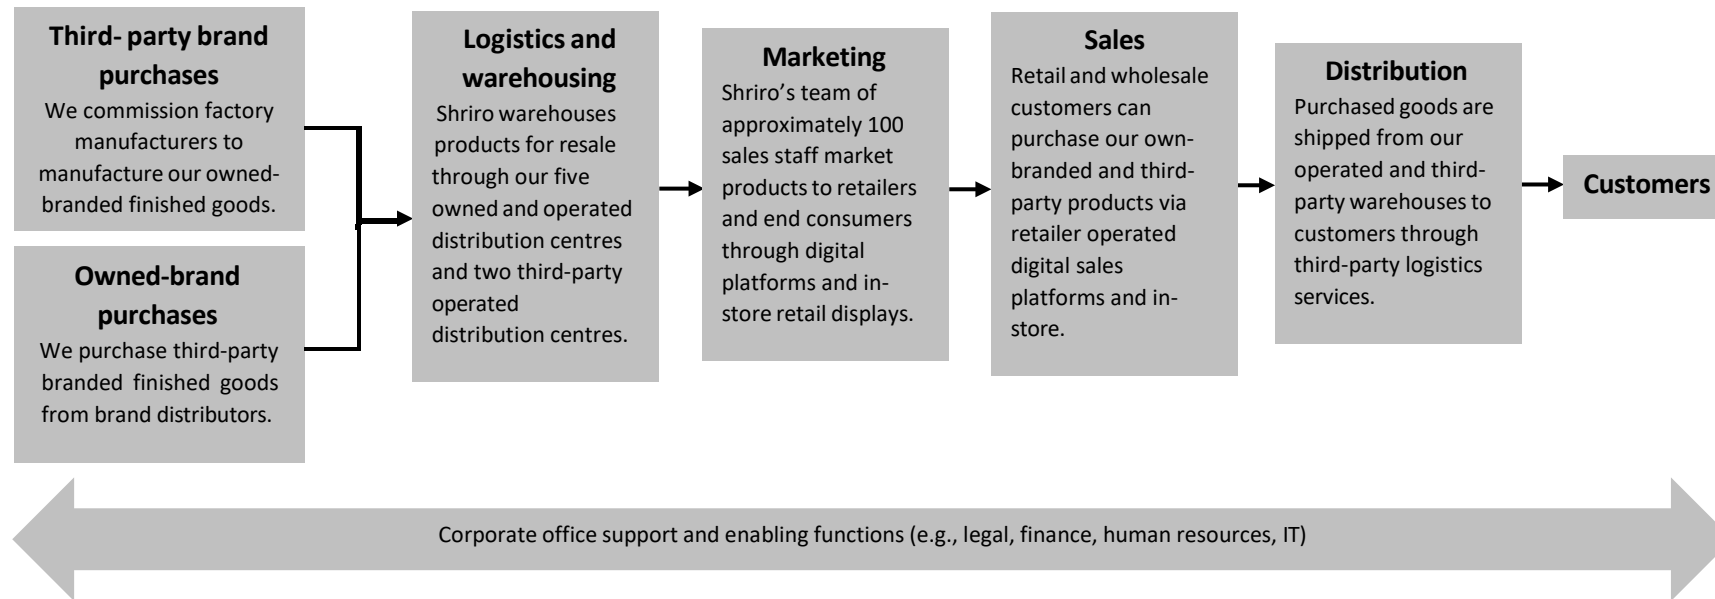 Third- party brand
purchases
We commission factory
manufacturers to
manufacture our owned-
branded finished goods.
Owned-brand
purchases
We purchase third-party
branded finished goods
from brand distributors.
Logistics and
warehousing
Shriro warehouses
products for resale
through our five
owned and operated
distribution centres
and two third-party
operated
distribution centres.
Marketing
Shriro’s team of
approximately 100
sales staff market
products to retailers
and end consumers
through digital
platforms and in-
store retail displays.
Sales
Retail and wholesale
customers can
purchase our own-
branded and third-
party products via
retailer operated
digital sales
platforms and in-
store.
Distribution
Purchased goods are
shipped from our
operated and third-
party warehouses to
customers through
third-party logistics
services.
Customers
Corporate office support and enabling functions (e.g., legal, finance, human resources, IT)